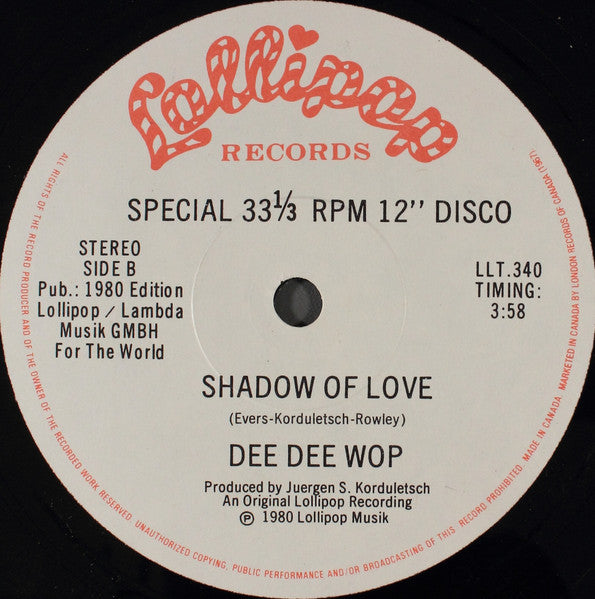 Lollipop
RECORDS
SPECIAL 33⅓ RPM 12'' DISCO
STEREO
SIDE B
Pub.: 1980 Edition
Lollipop / Lambda
Musik GMBH
For The World
LLT.340
TIMING:
3:58
SHADOW OF LOVE
(Evers-Korduletsch-Rowley)
DEE DEE WOP
Produced by Juergen S. Korduletsch
An Original Lollipop Recording
℗ 1980 Lollipop Musik
ALL RIGHTS OF THE RECORD PRODUCER AND OF THE OWNER OF THE RECORDED WORK RESERVED. UNAUTHORIZED COPYING, PUBLIC PERFORMANCE AND/OR BROADCASTING OF THIS RECORD PROHIBITED. MADE IN CANADA. MARKETED IN CANADA BY LONDON RECORDS OF CANADA (1967).